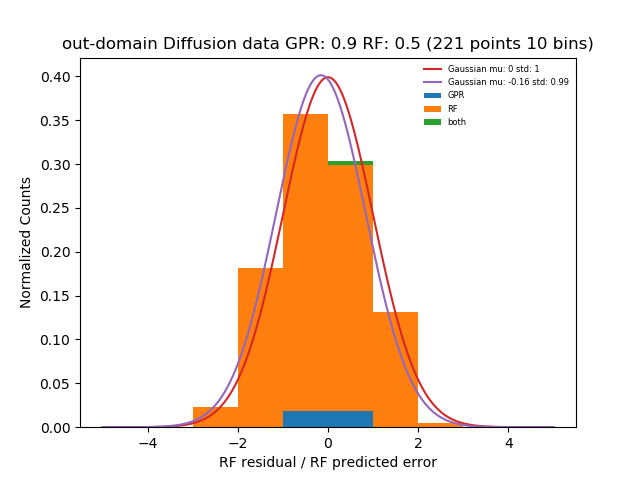 out-domain Diffusion data GPR: 0.9 RF: 0.5 (221 points 10 bins)
Gaussian mu: 0 std: 1
Gaussian mu: -0.16 std: 0.99
GPR
RF
both
Normalized Counts
0.40
0.35
0.30
0.25
0.20
0.15
0.10
0.05
0.00
−4
−2
0
2
4
RF residual / RF predicted error